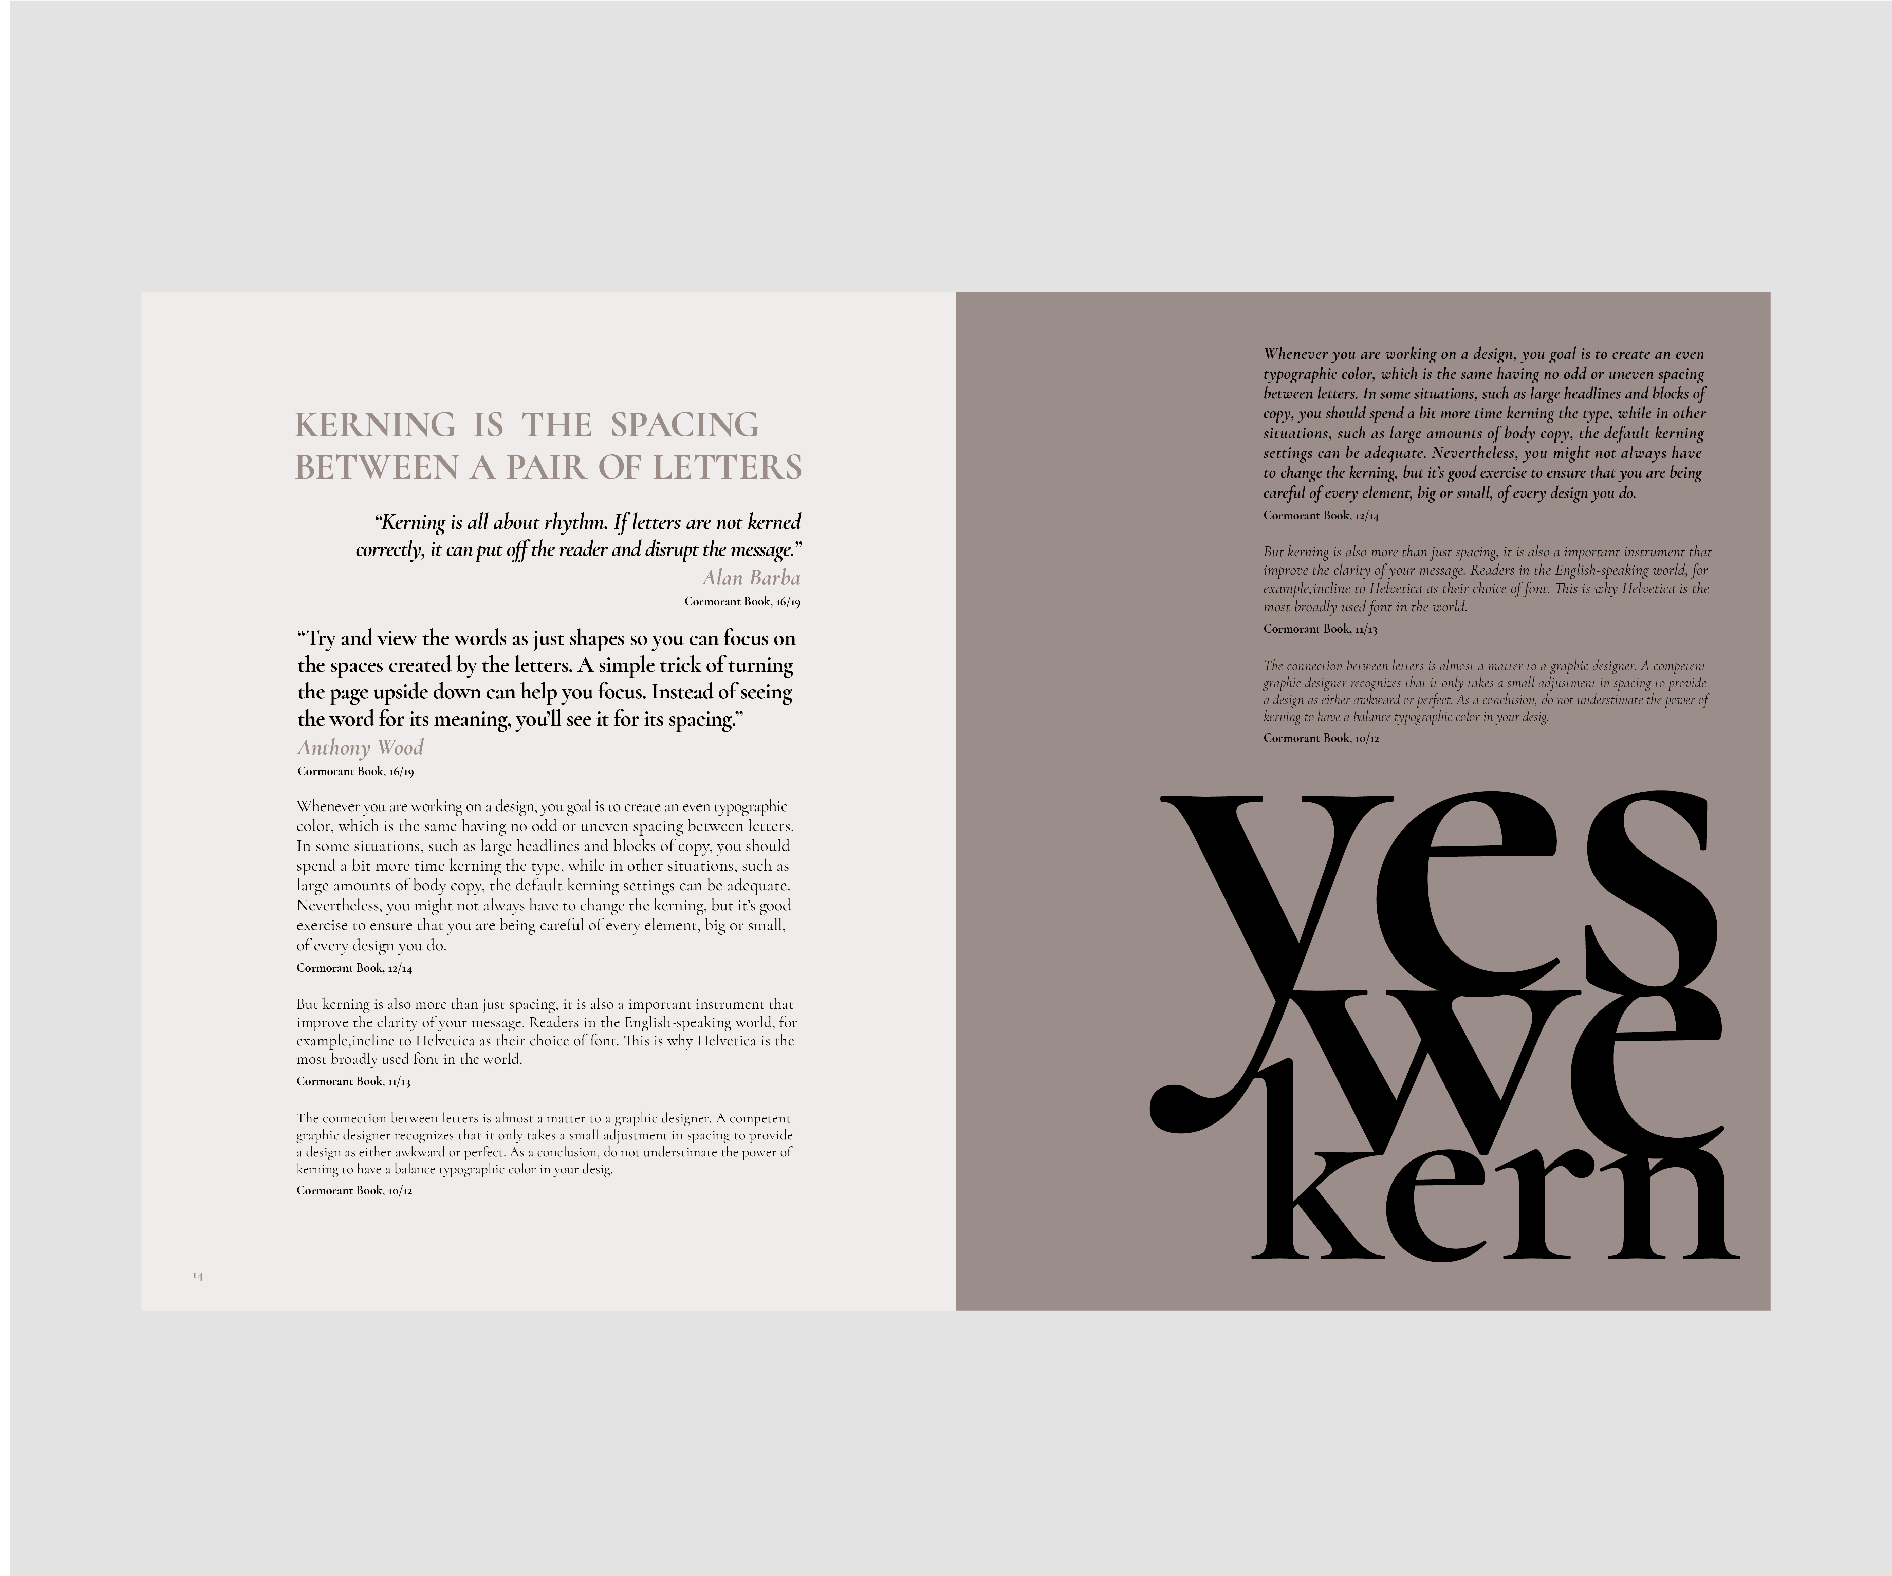 KERNING IS THE SPACING
BETWEEN A PAIR OF LETTERS
“Kerning is all about rhythm. If letters are not kerned
correctly, it can put off the reader and disrupt the message.”
Alan Barba
Cormorant Book, 16/19
“Try and view the words as just shapes so you can focus on
the spaces created by the letters. A simple trick of turning
the page upside down can help you focus. Instead of seeing
the word for its meaning, you’ll see it for its spacing.”
Anthony Wood
Cormorant Book, 16/19
Whenever you are working on a design, you goal is to create an even typographic
color, which is the same having no odd or uneven spacing between letters.
In some situations, such as large headlines and blocks of copy, you should
spend a bit more time kerning the type, while in other situations, such as
large amounts of body copy, the default kerning settings can be adequate.
Nevertheless, you might not always have to change the kerning, but it’s good
exercise to ensure that you are being careful of every element, big or small,
of every design you do.
Cormorant Book, 12/14
But kerning is also more than just spacing, it is also a important instrument that
improve the clarity of your message. Readers in the English-speaking world, for
example,incline to Helvetica as their choice of font. This is why Helvetica is the
most broadly used font in the world.
Cormorant Book, 11/13
The connection between letters is almost a matter to a graphic designer. A competent
graphic designer recognizes that it only takes a small adjustment in spacing to provide
a design as either awkward or perfect. As a conclusion, do not understimate the power of
kerning to have a balance typographic color in your desig.
Cormorant Book, 10/12
14
Whenever you are working on a design, you goal is to create an even
typographic color, which is the same having no odd or uneven spacing
between letters. In some situations, such as large headlines and blocks of
copy, you should spend a bit more time kerning the type, while in other
situations, such as large amounts of body copy, the default kerning
settings can be adequate. Nevertheless, you might not always have
to change the kerning, but it’s good exercise to ensure that you are being
careful of every element, big or small, of every design you do.
Cormorant Book, 12/14
But kerning is also more than just spacing, it is also a important instrument that
improve the clarity of your message. Readers in the English-speaking world, for
example,incline to Helvetica as their choice of font. This is why Helvetica is the
most broadly used font in the world.
Cormorant Book, 11/13
The connection between letters is almost a matter to a graphic designer. A competent
graphic designer recognizes that it only takes a small adjustment in spacing to provide
a design as either awkward or perfect. As a conclusion, do not understimate the power of
kerning to have a balance typographic color in your desig.
Cormorant Book, 10/12
yes
we
kern